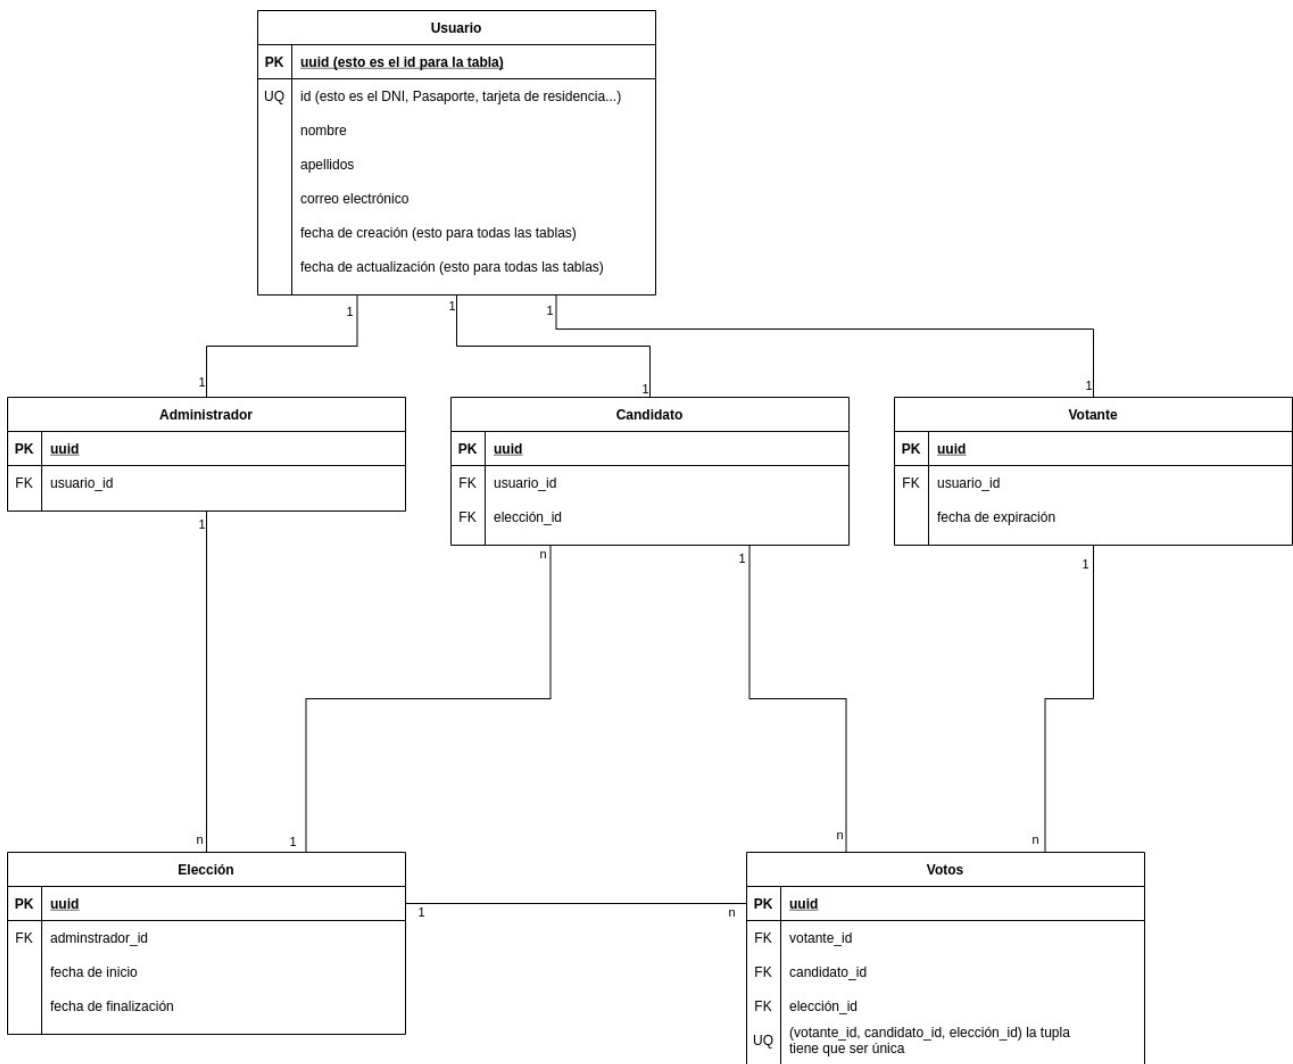 Usuario
PK uuid (esto es el id para la tabla)
UQ id (esto es el DNI, Pasaporte, tarjeta de residencia...)
nombre
apellidos
correo electrónico
fecha de creación (esto para todas las tablas)
fecha de actualización (esto para todas las tablas)
1 1 1
1 1 1
Administrador
PK uuid
FK usuario_id
1
Candidato
PK uuid
FK usuario_id
FK elección_id
n 1
Votante
PK uuid
FK usuario_id
fecha de expiración
1
n 1 n n
Elección
PK uuid
FK adminstrador_id
fecha de inicio
fecha de finalización
1 n
Votos
PK uuid
FK votante_id
FK candidato_id
FK elección_id
UQ (votante_id, candidato_id, elección_id) la tupla
tiene que ser única